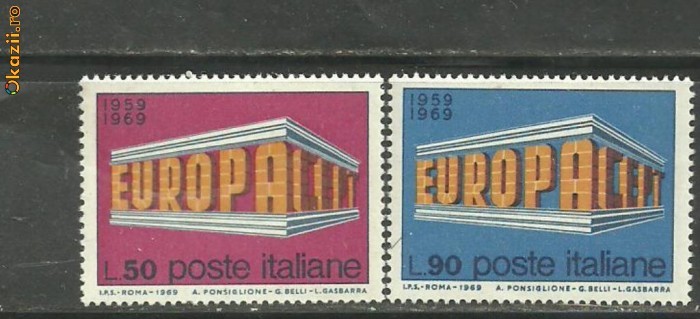 Okazii.ro
1959
1969
EUROPA CEPT
L.50 poste italiane
I.P.S.-ROMA-1969 A. PONSIGLIONE-G. BELLI-L.GASBARRA
1959
1969
EUROPA CEPT
L.90 poste italiane
I.P.S.-ROMA-1969 A. PONSIGLIONE-G. BELLI-L.GASBARRA